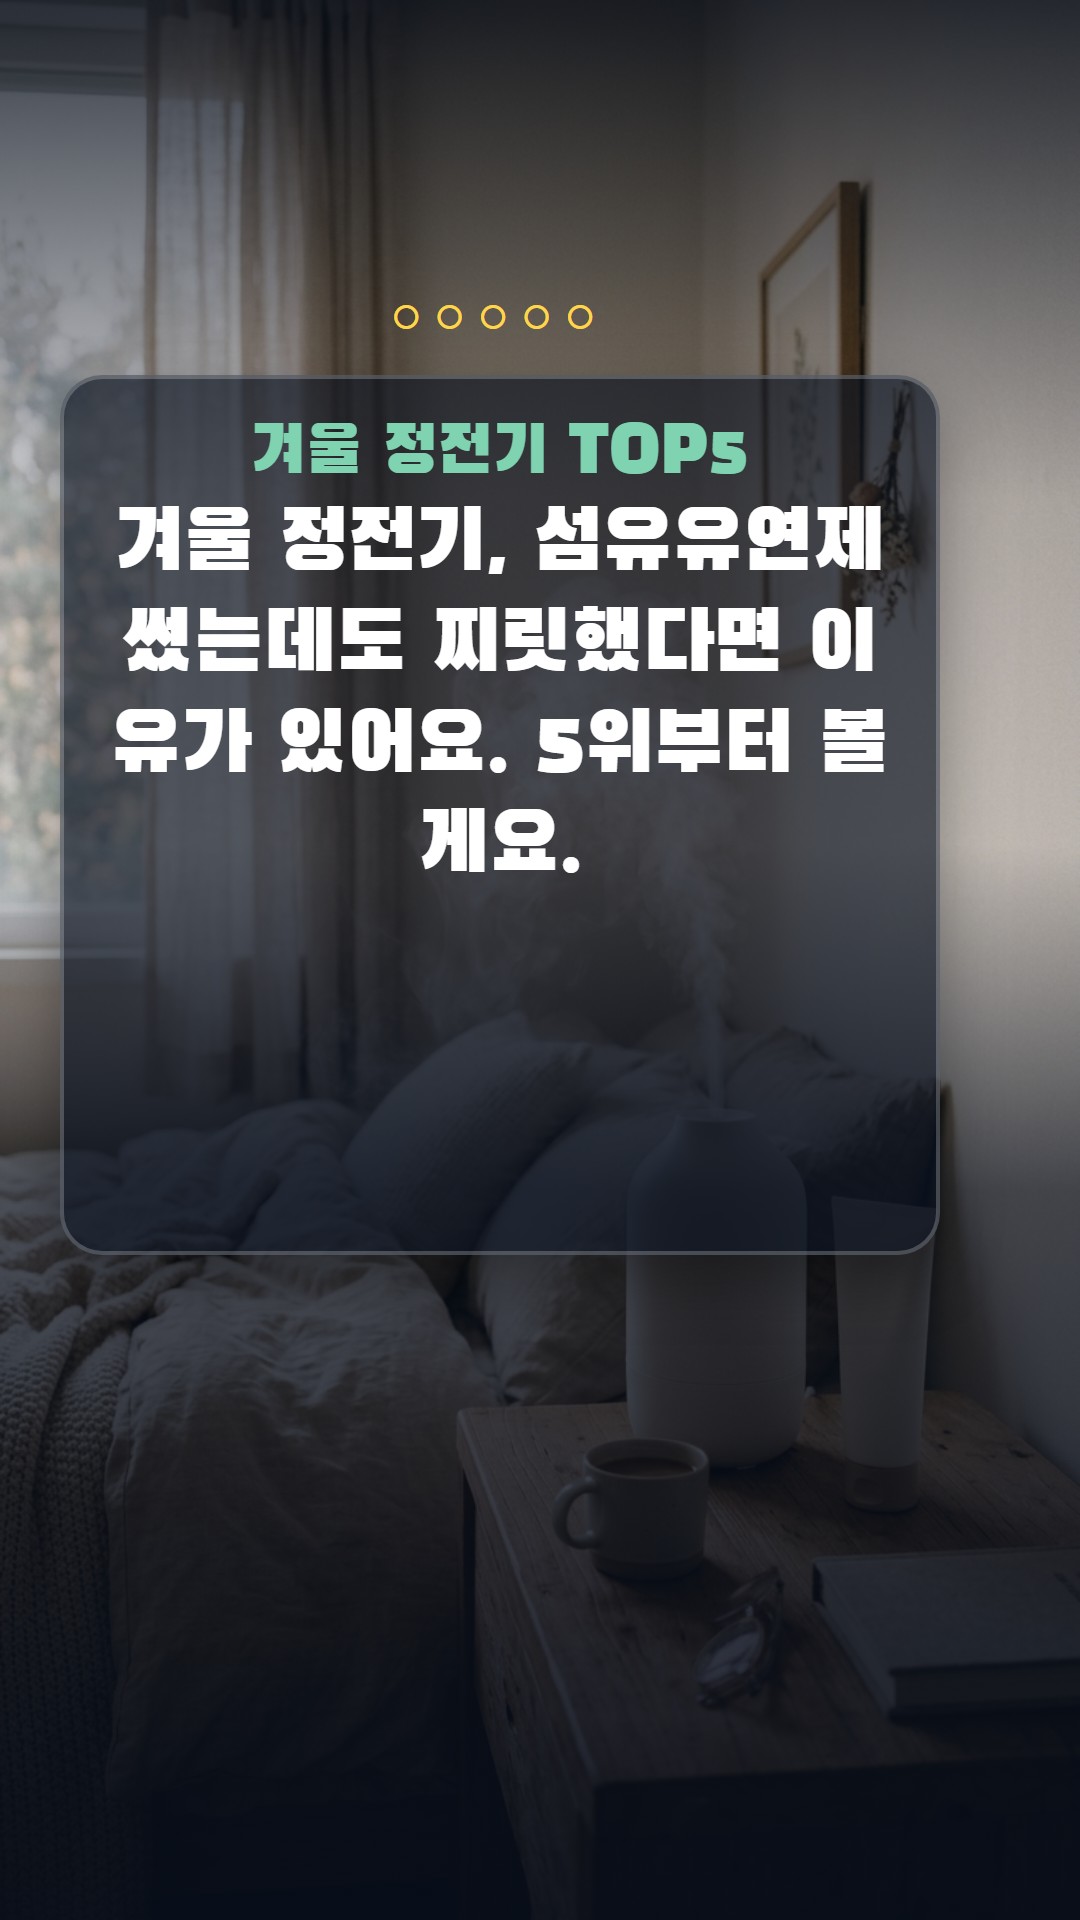 겨울 정전기 TOP5
겨울 정전기, 섬유유연제
썼는데도 찌릿했다면 이
유가 있어요. 5위부터 볼
게요.